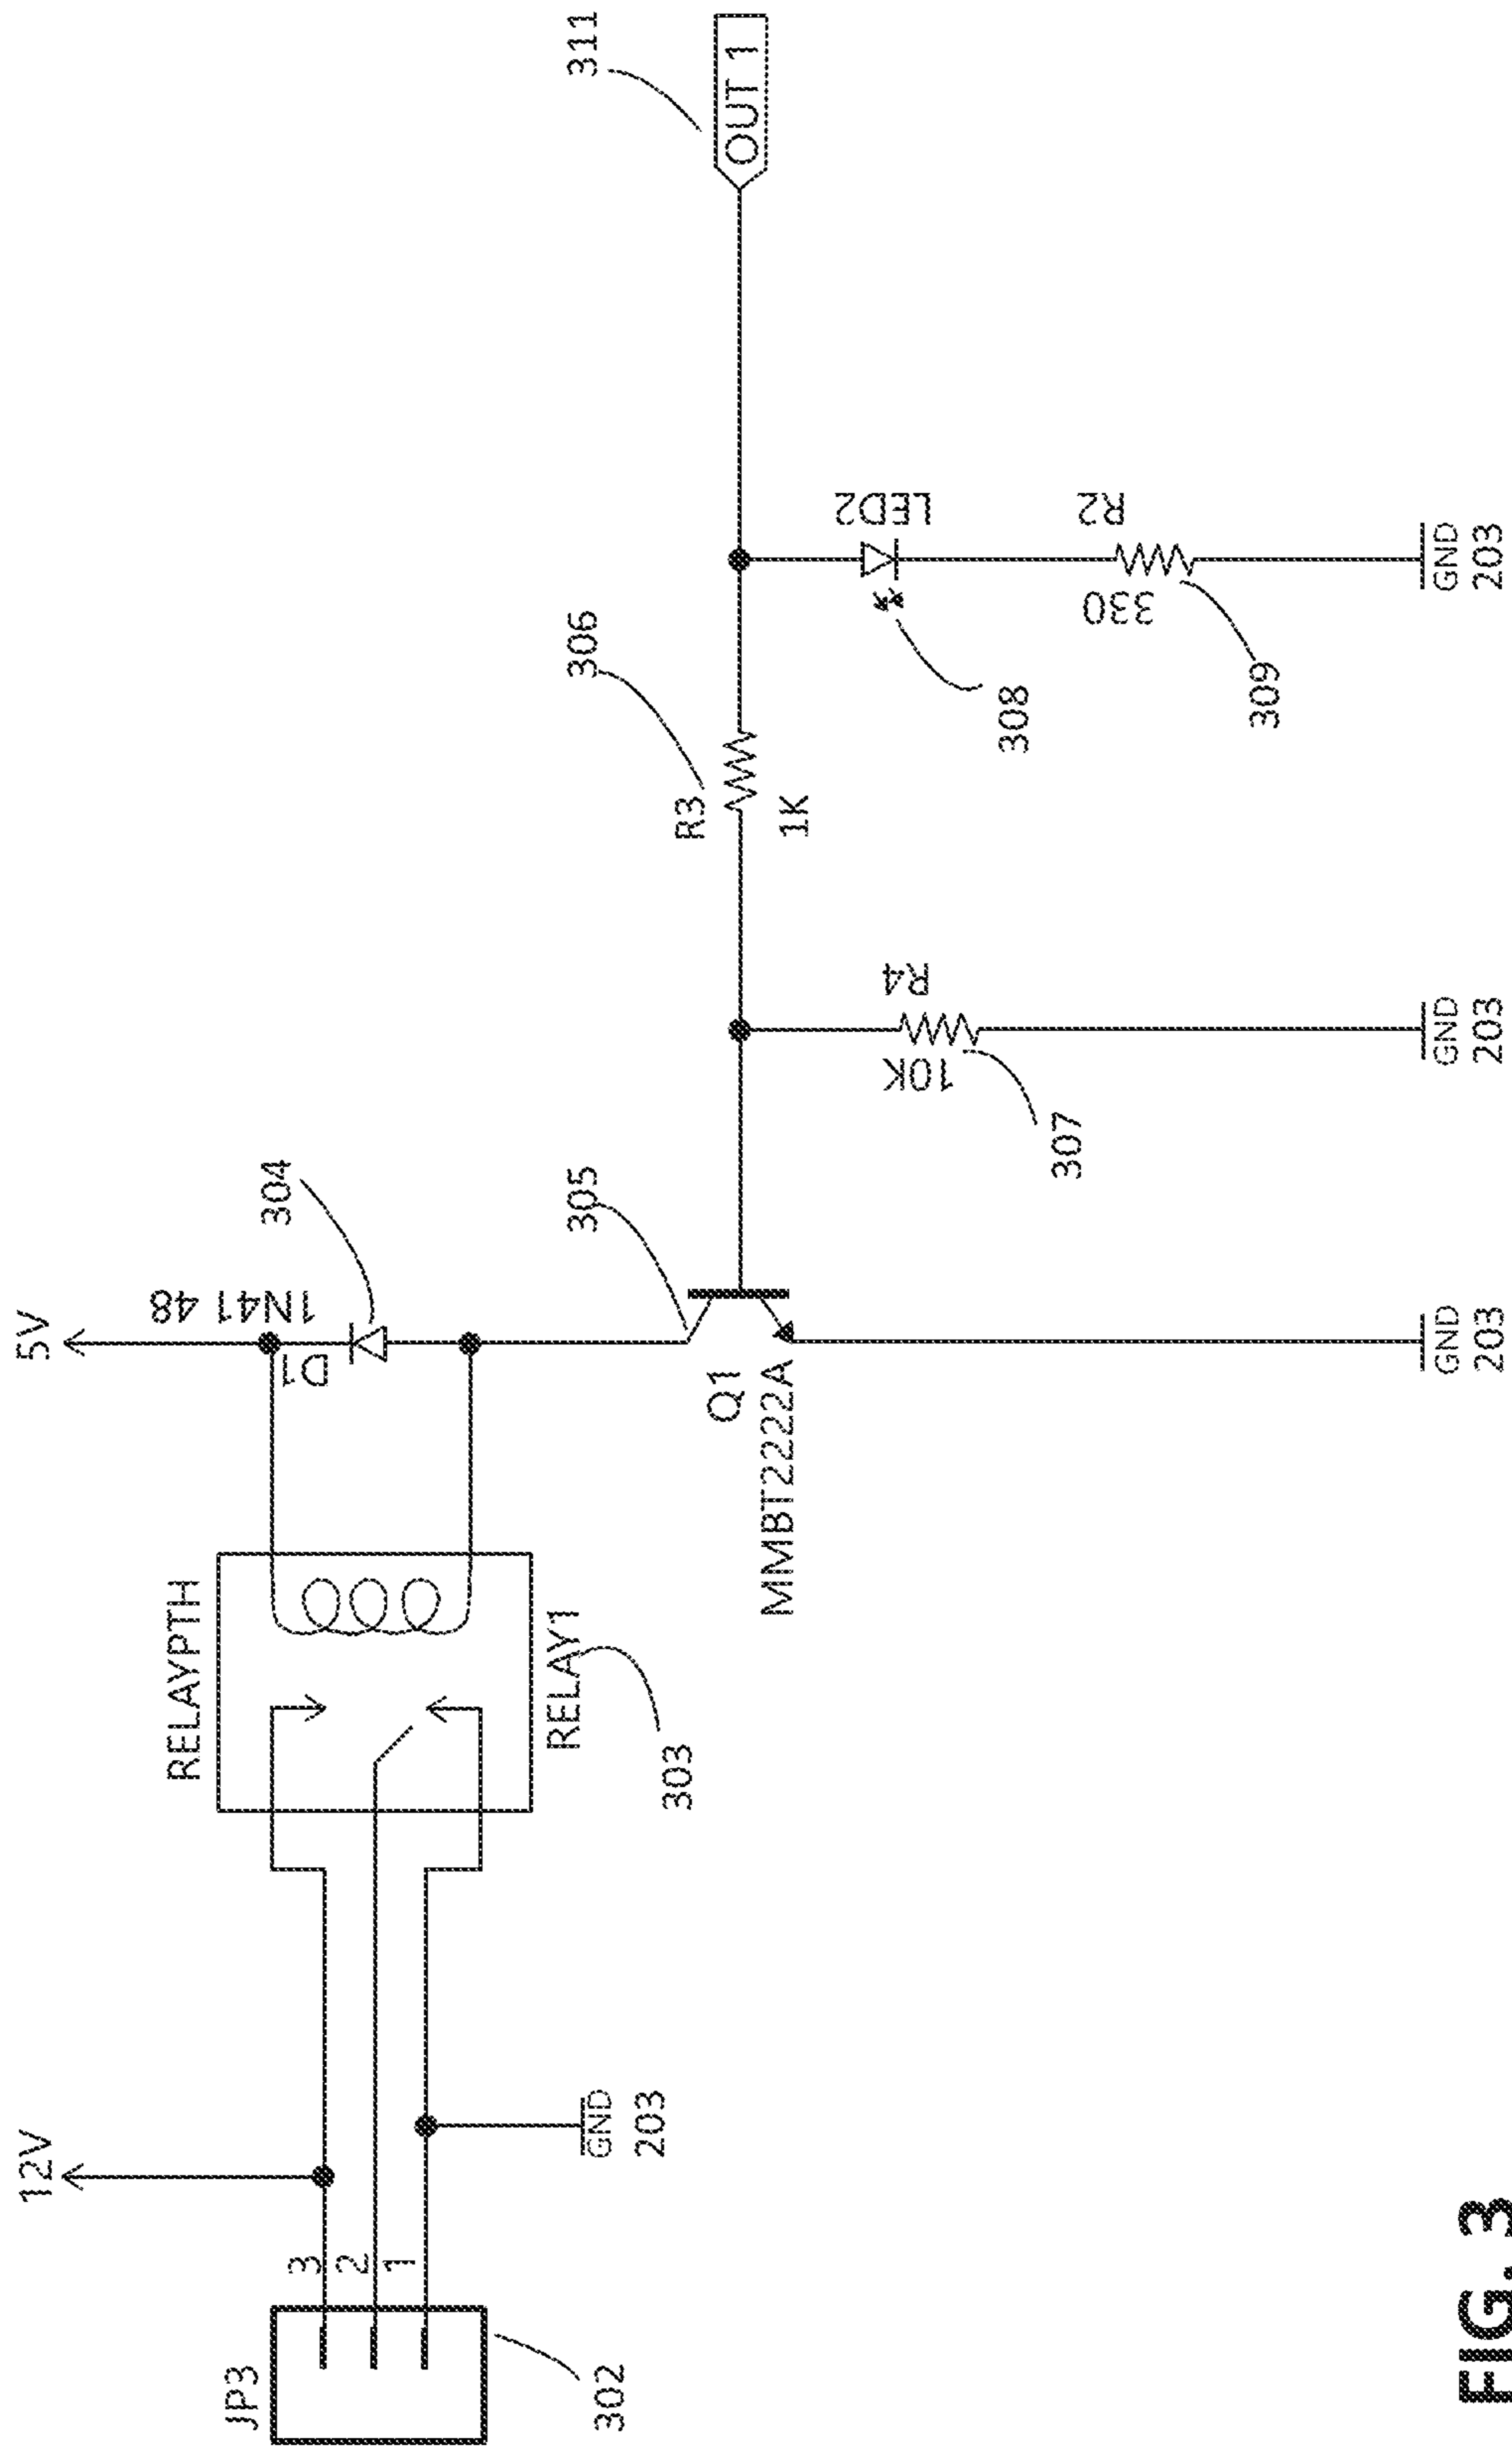 12V
5V
JP3
3
2
1
302
GND
203
RELAYPTH
RELAY1
303
D1
1N41 48
304
305
Q1
MMBT2222A
GND
203
R4
10K
307
GND
203
R3
1K
306
LED2
308
R2
330
309
GND
203
OUT 1
311
FIG. 3